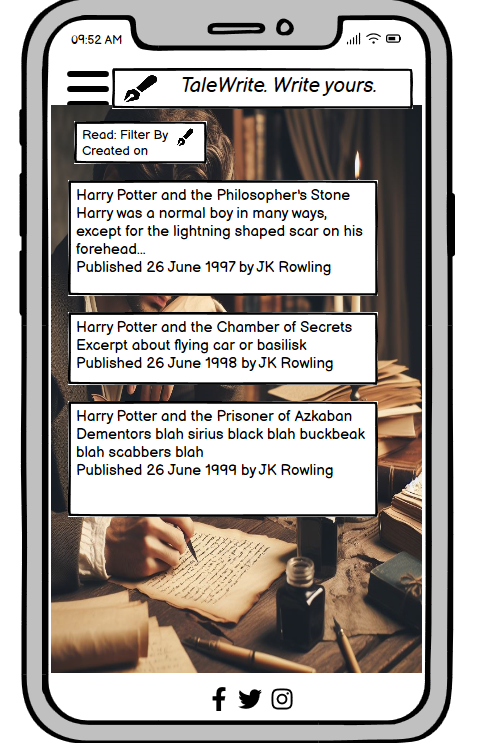 09:52 AM
TaleWrite. Write yours.
Read: Filter By
Created on
Harry Potter and the Philosopher's Stone
Harry was a normal boy in many ways,
except for the lightning shaped scar on his
forehead...
Published 26 June 1997 by JK Rowling
Harry Potter and the Chamber of Secrets
Excerpt about flying car or basilisk
Published 26 June 1998 by JK Rowling
Harry Potter and the Prisoner of Azkaban
Dementors blah sirius black blah buckbeak
blah scabbers blah
Published 26 June 1999 by JK Rowling